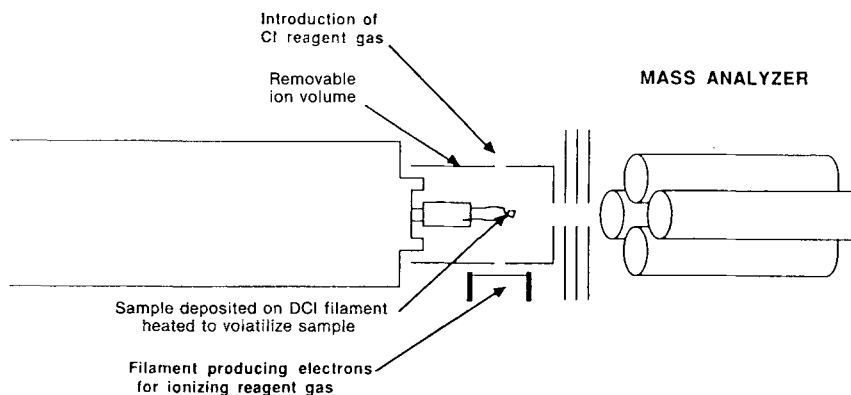 Introduction of
CI reagent gas
Removable
ion volume
MASS ANALYZER
Sample deposited on DCI filament
heated to volatilize sample
Filament producing electrons
for ionizing reagent gas